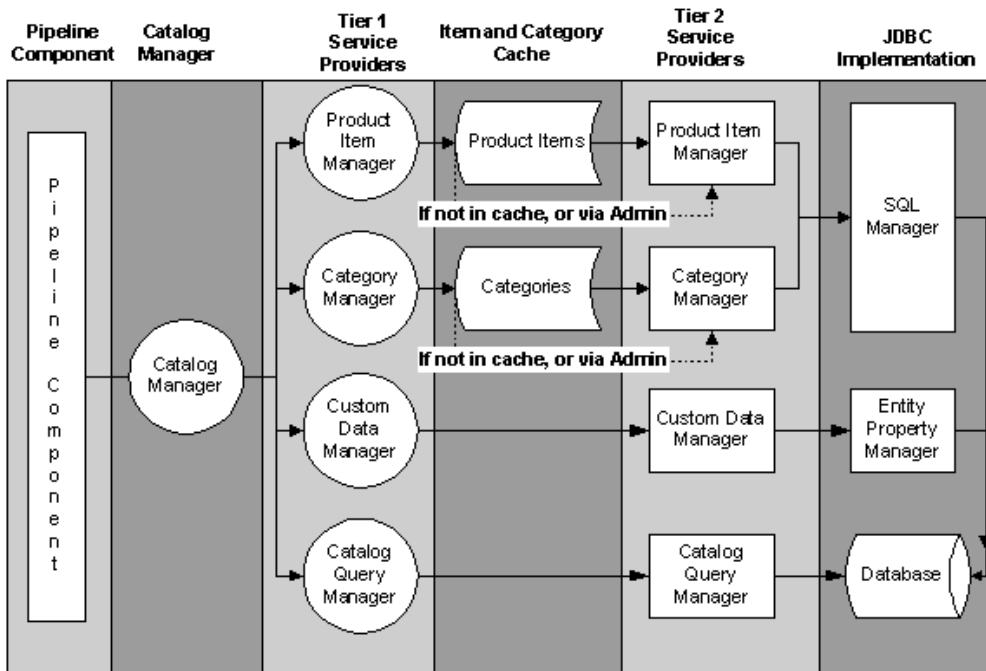 Pipeline
Component
Catalog
Manager
Tier 1
Service
Providers
Item and Category
Cache
Tier 2
Service
Providers
JDBC
Implementation
Pipeline Component
Catalog
Manager
Product
Item
Manager
Product Items
Product Item
Manager
If not in cache, or via Admin
SQL
Manager
Category
Manager
Categories
Category
Manager
If not in cache, or via Admin
Custom
Data
Manager
Custom Data
Manager
Entity
Property
Manager
Catalog
Query
Manager
Catalog
Query
Manager
Database